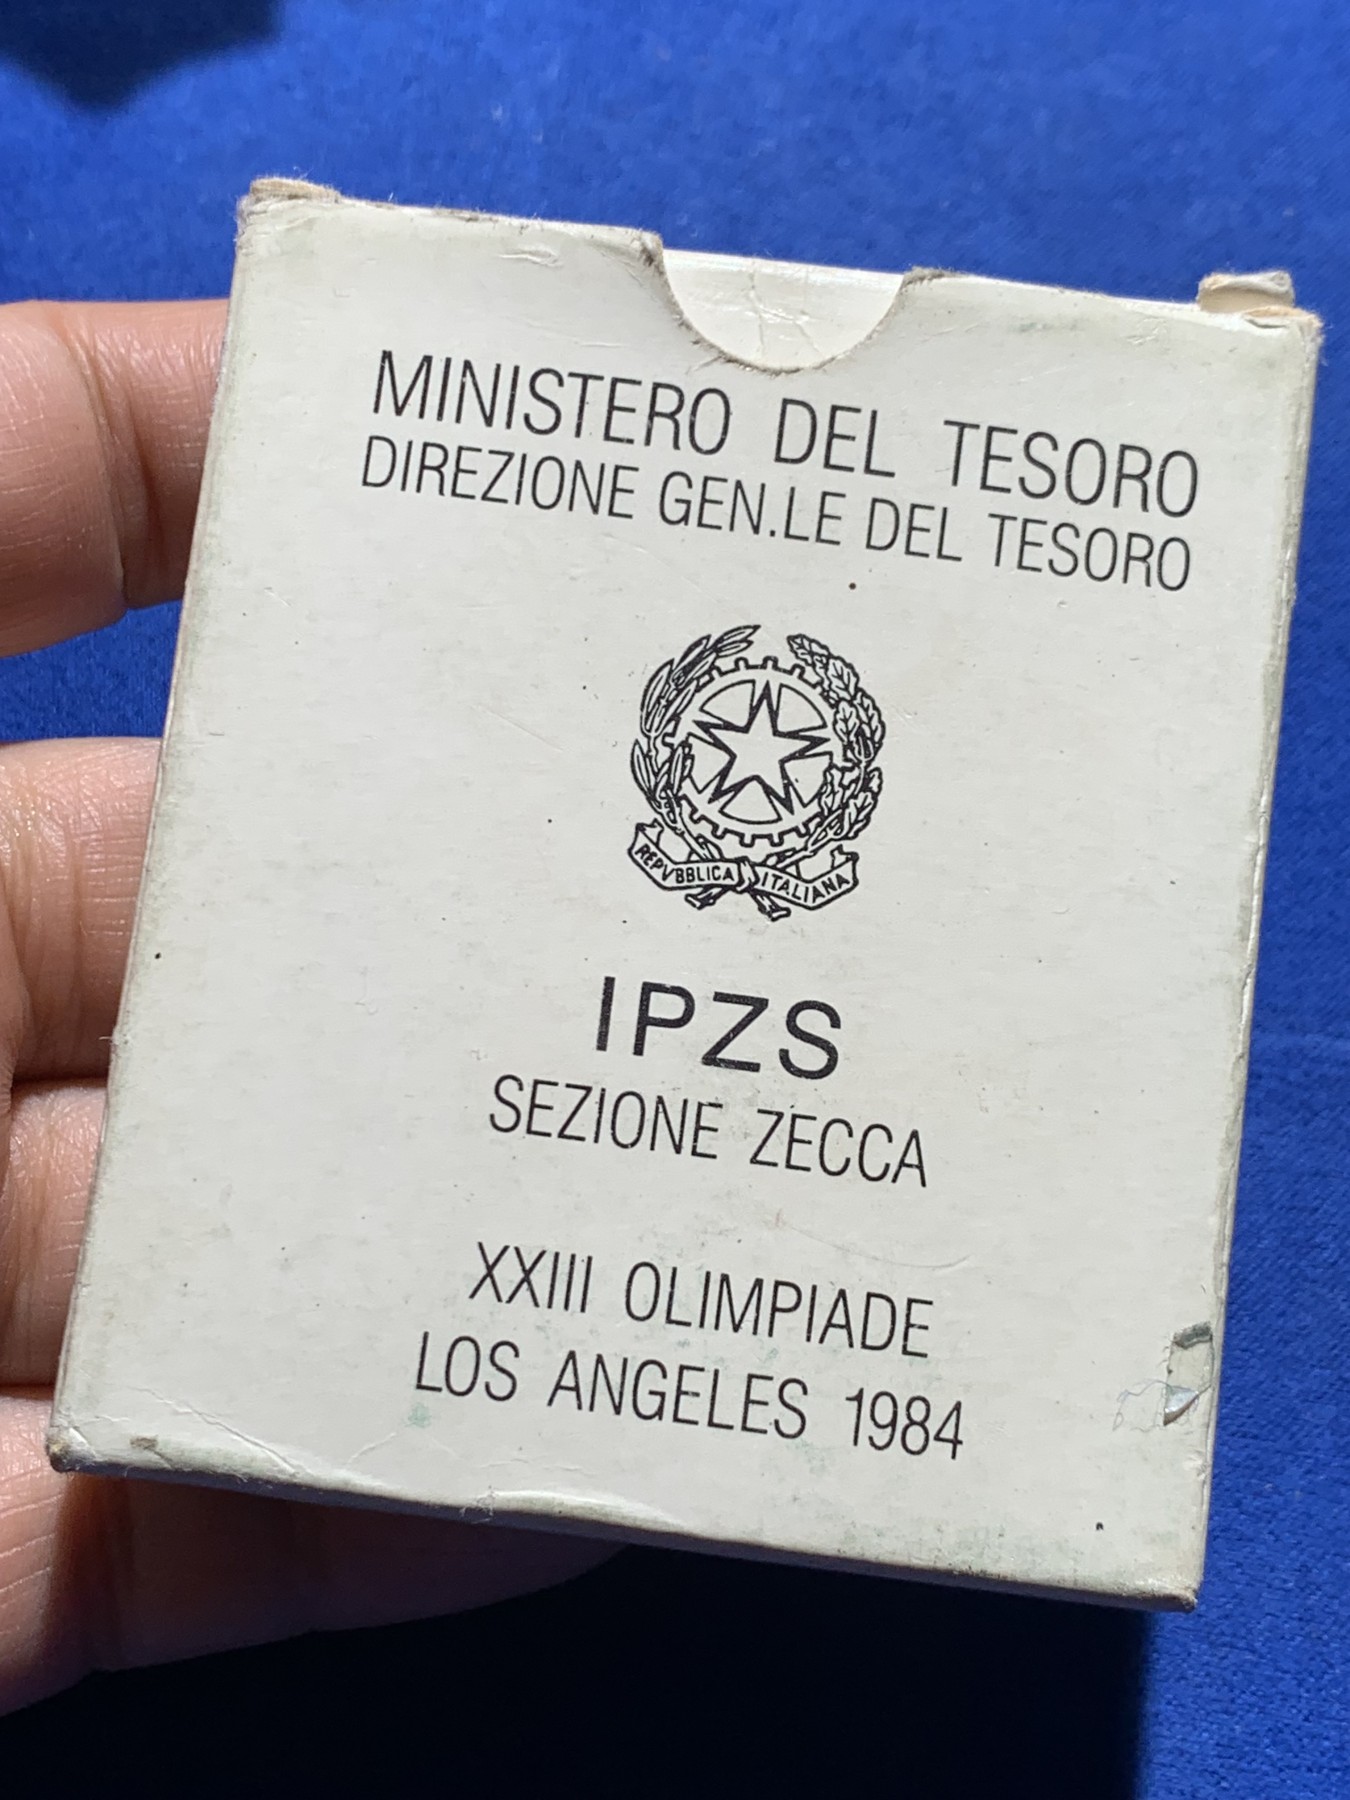 MINISTERO DEL TESORO
DIREZIONE GEN.LE DEL TESORO
REPVBBLICA ITALIANA
IPZS
SEZIONE ZECCA
XXIII OLIMPIADE
LOS ANGELES 1984